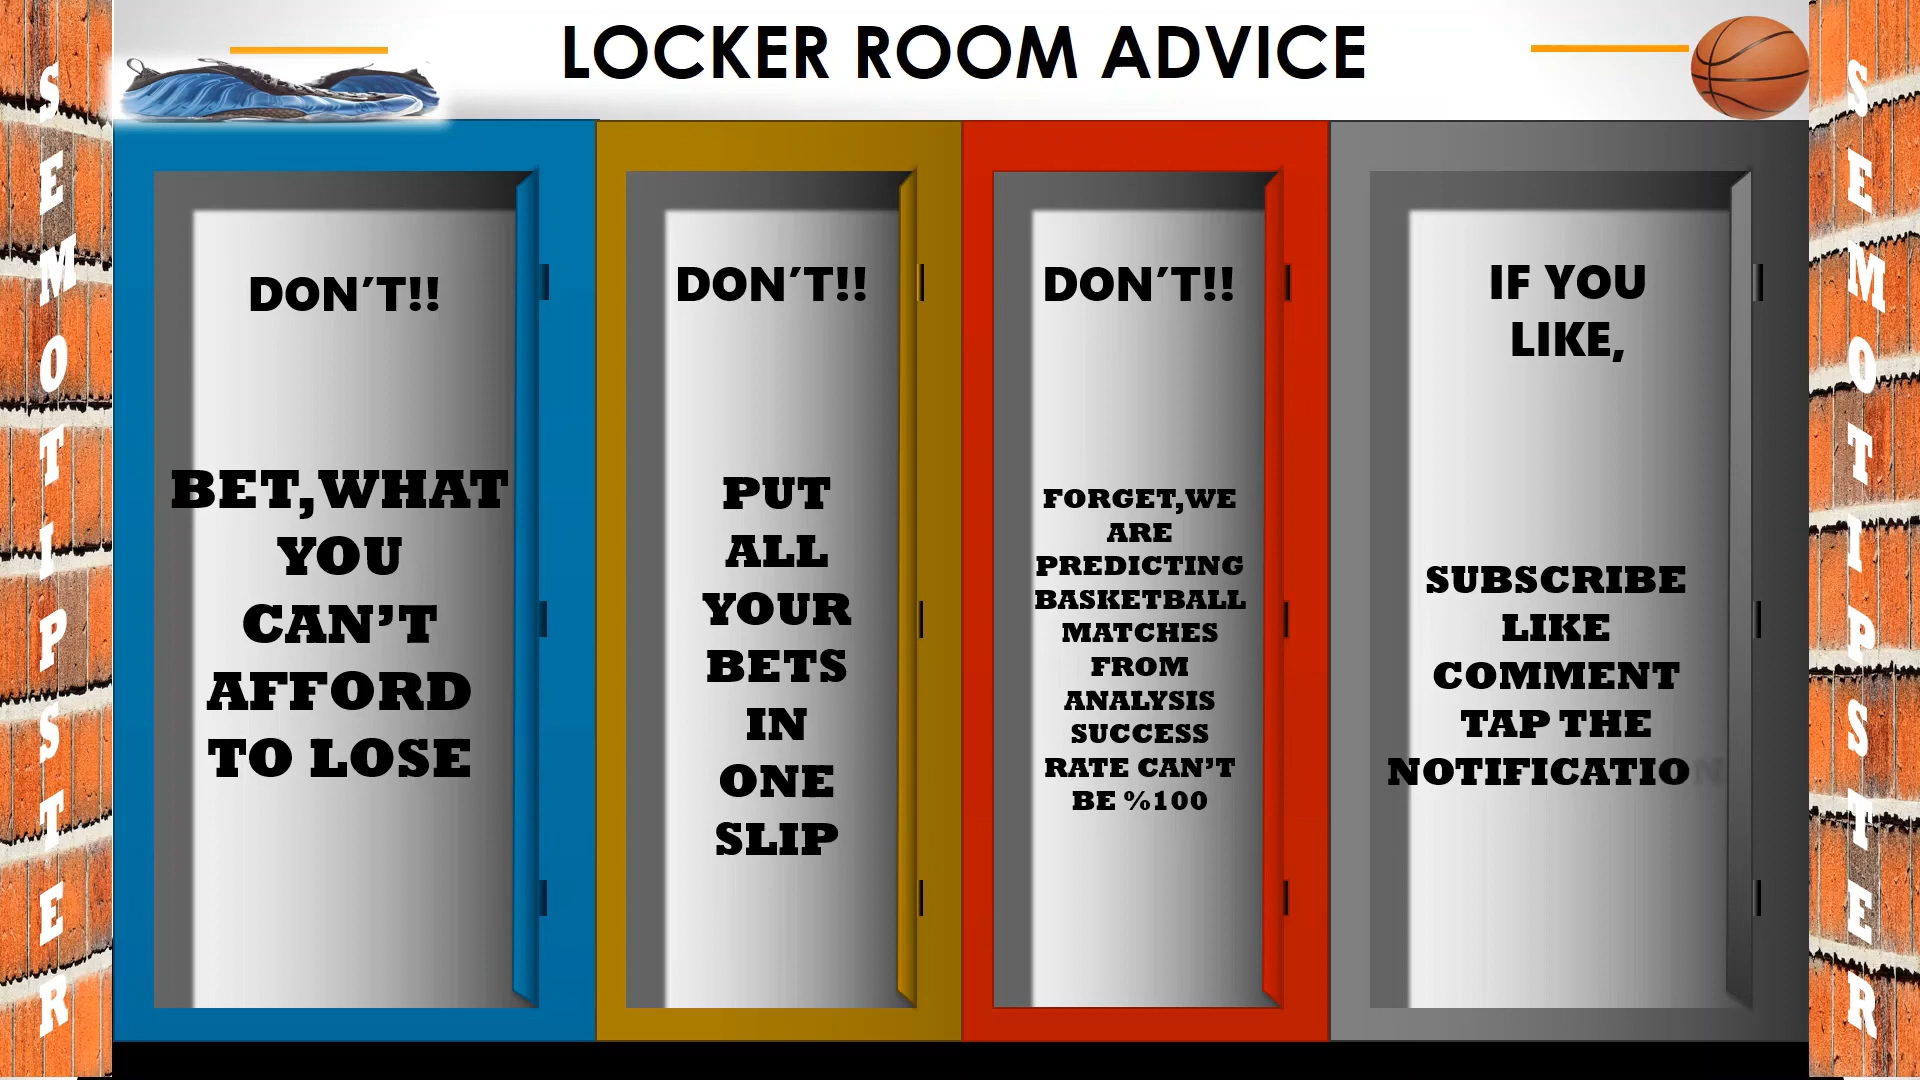 LOCKER ROOM ADVICE
SEMOTIPSTER
DON´T!!
BET,WHAT
YOU
CAN’T
AFFORD
TO LOSE
DON´T!!
PUT
ALL
YOUR
BETS
IN
ONE
SLIP
DON´T!!
FORGET,WE
ARE
PREDICTING
BASKETBALL
MATCHES
FROM
ANALYSIS
SUCCESS
RATE CAN’T
BE %100
IF YOU
LIKE,
SUBSCRIBE
LIKE
COMMENT
TAP THE
NOTIFICATION
SEMOTIPSTER